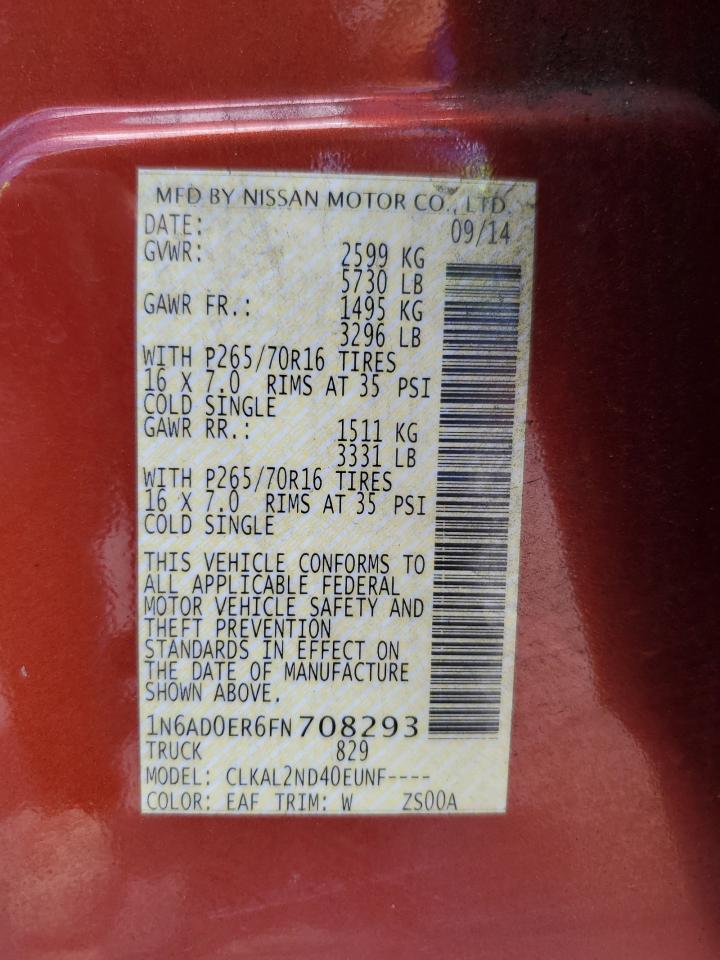 MFD BY NISSAN MOTOR CO., LTD.
DATE: 09/14
GVWR: 2599 KG
5730 LB
GAWR FR.: 1495 KG
3296 LB
WITH P265/70R16 TIRES
16 X 7.0 RIMS AT 35 PSI
COLD SINGLE
GAWR RR.: 1511 KG
3331 LB
WITH P265/70R16 TIRES
16 X 7.0 RIMS AT 35 PSI
COLD SINGLE
THIS VEHICLE CONFORMS TO
ALL APPLICABLE FEDERAL
MOTOR VEHICLE SAFETY AND
THEFT PREVENTION
STANDARDS IN EFFECT ON
THE DATE OF MANUFACTURE
SHOWN ABOVE.
1N6AD0ER6FN708293
TRUCK 829
MODEL: CLKAL2ND40EUNF----
COLOR: EAF TRIM: W ZS00A